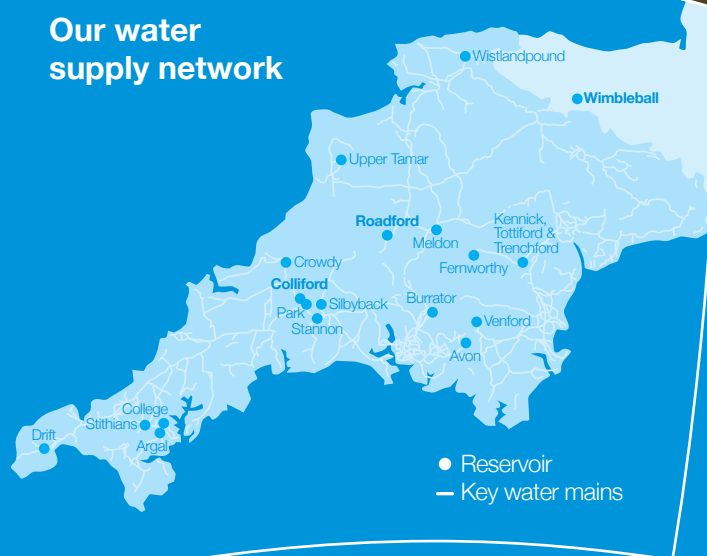 Our water
supply network
Wistlandpound
Wimbleball
Upper Tamar
Roadford
Meldon
Kennick,
Tottiford &
Trenchford
Fernworthy
Crowdy
Colliford
Park
Silbyback
Stannon
Burrator
Venford
Avon
College
Stithians
Argal
Drift
Reservoir
Key water mains